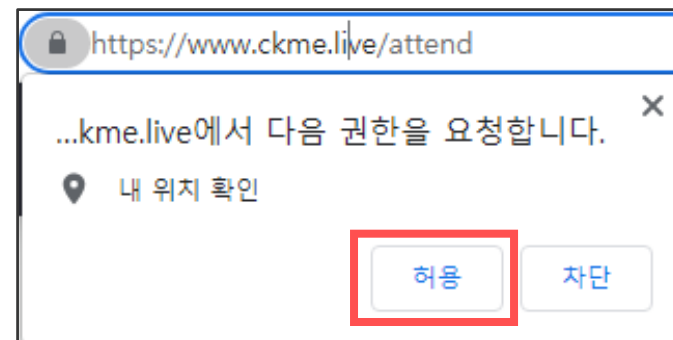 https://www.ckme.live/attend
...kme.live에서 다음 권한을 요청합니다.
내 위치 확인
허용 차단